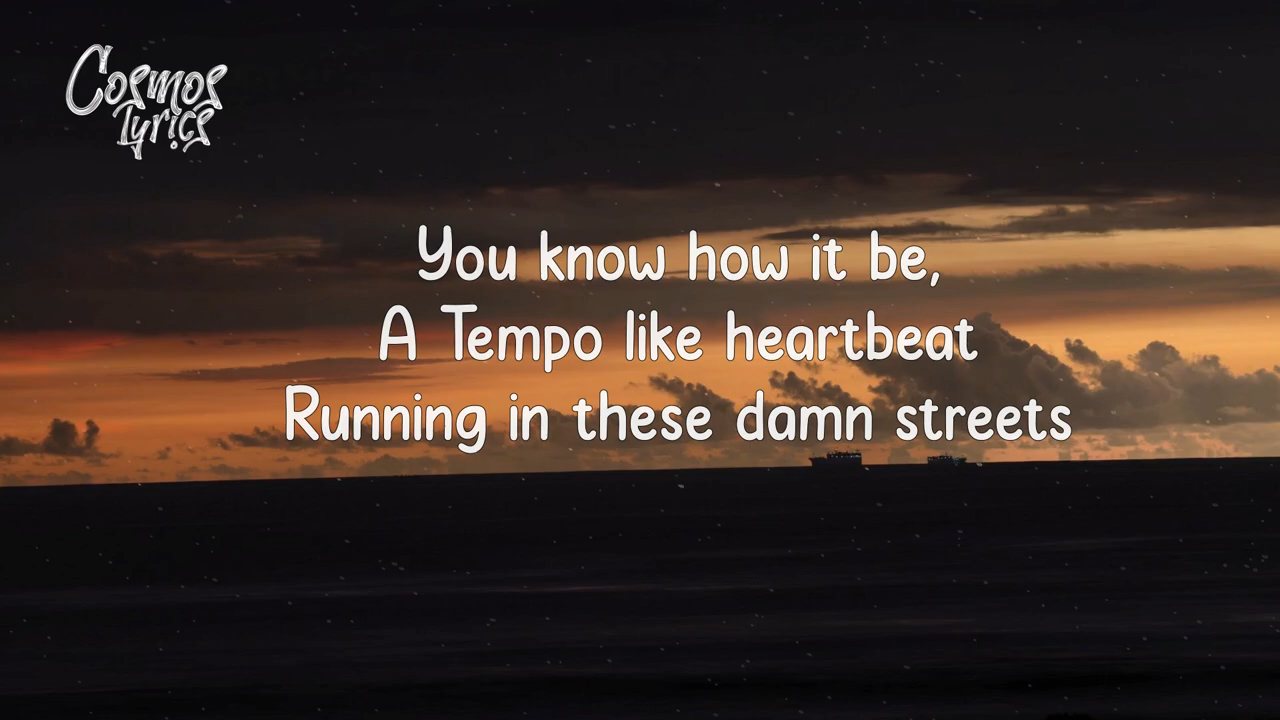 Cosmos
Lyrics
You know how it be,
A Tempo like heartbeat
Running in these damn streets